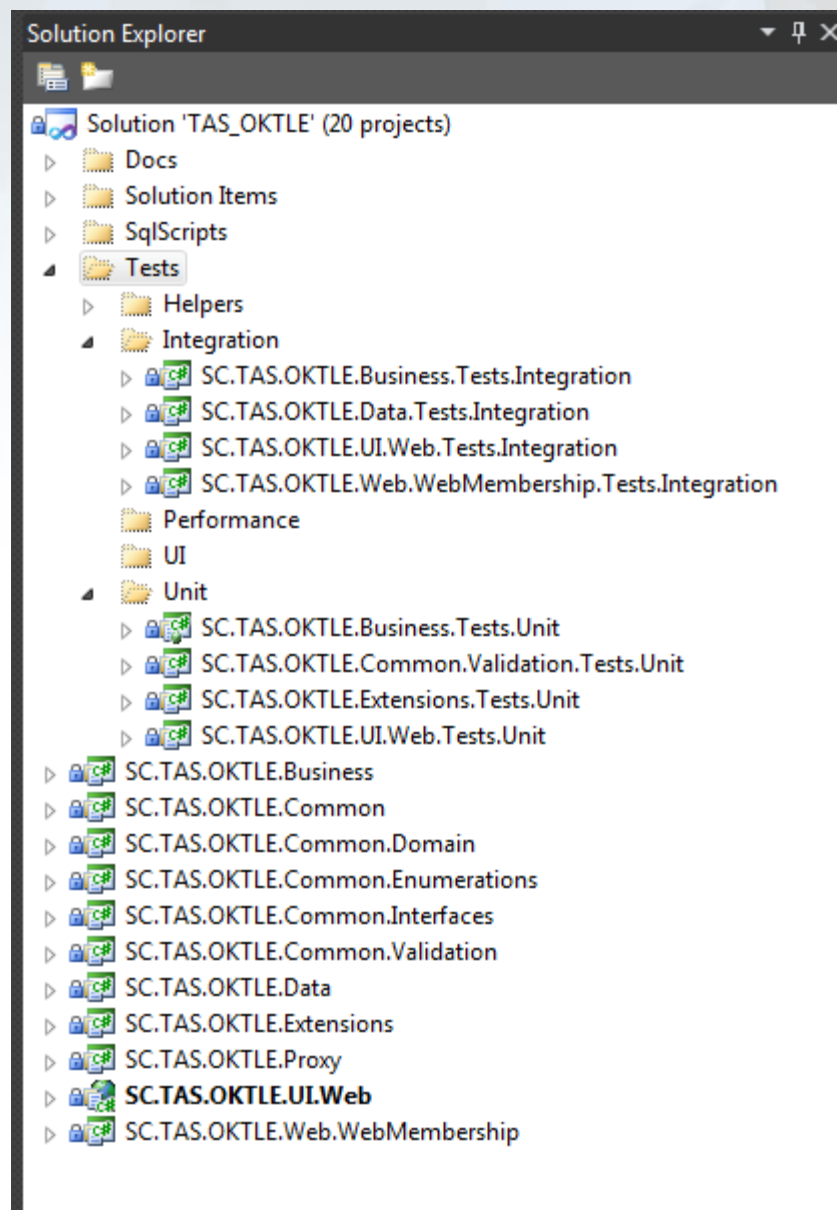 Solution Explorer
Solution 'TAS_OKTLE' (20 projects)
Docs
Solution Items
SqlScripts
Tests
Helpers
Integration
SC.TAS.OKTLE.Business.Tests.Integration
SC.TAS.OKTLE.Data.Tests.Integration
SC.TAS.OKTLE.UI.Web.Tests.Integration
SC.TAS.OKTLE.Web.WebMembership.Tests.Integration
Performance
UI
Unit
SC.TAS.OKTLE.Business.Tests.Unit
SC.TAS.OKTLE.Common.Validation.Tests.Unit
SC.TAS.OKTLE.Extensions.Tests.Unit
SC.TAS.OKTLE.UI.Web.Tests.Unit
SC.TAS.OKTLE.Business
SC.TAS.OKTLE.Common
SC.TAS.OKTLE.Common.Domain
SC.TAS.OKTLE.Common.Enumerations
SC.TAS.OKTLE.Common.Interfaces
SC.TAS.OKTLE.Common.Validation
SC.TAS.OKTLE.Data
SC.TAS.OKTLE.Extensions
SC.TAS.OKTLE.Proxy
SC.TAS.OKTLE.UI.Web
SC.TAS.OKTLE.Web.WebMembership